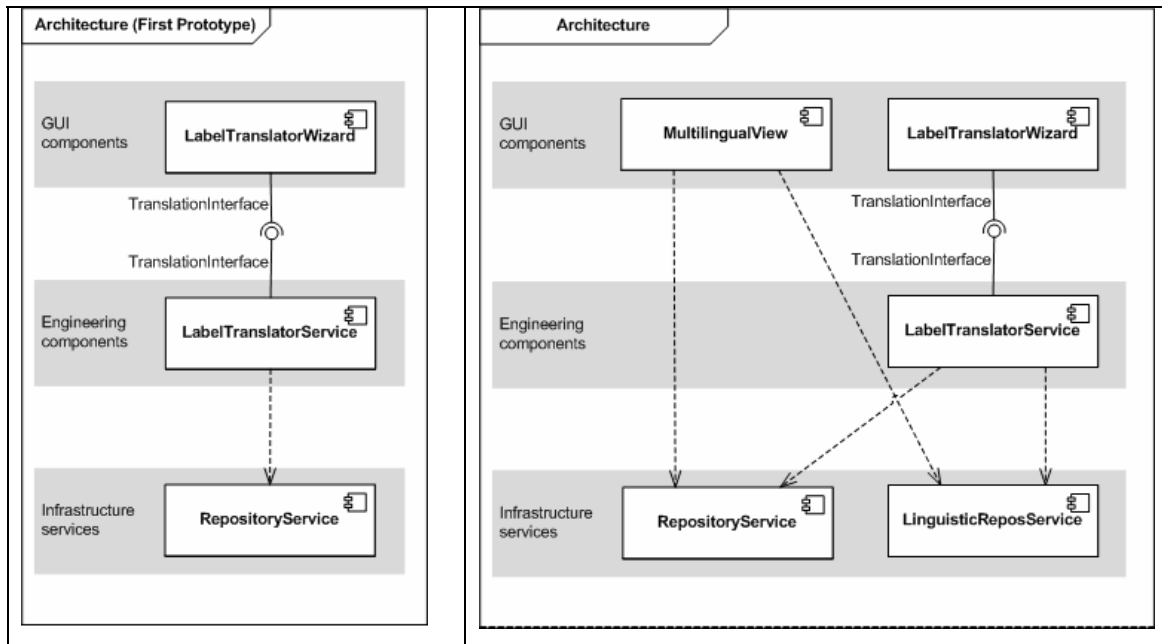 Architecture (First Prototype)
GUI
components
LabelTranslatorWizard
TranslationInterface
TranslationInterface
Engineering
components
LabelTranslatorService
Infrastructure
services
RepositoryService
Architecture
GUI
components
MultilingualView
LabelTranslatorWizard
TranslationInterface
TranslationInterface
Engineering
components
LabelTranslatorService
Infrastructure
services
RepositoryService
LinguisticReposService